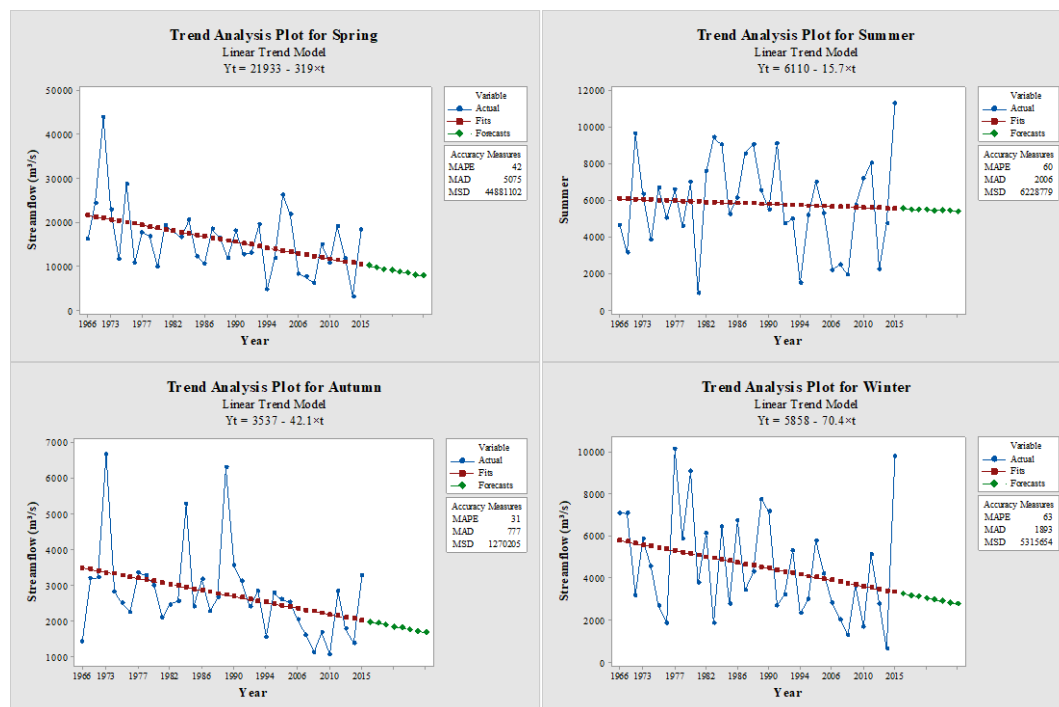 Trend Analysis Plot for Spring
Linear Trend Model
Yt = 21933 - 319×t
Streamflow (m³/s)
50000
40000
30000
20000
10000
0
1966 1973 1977 1982 1986 1990 1994 2006 2010 2015
Year
Variable
Actual
Fits
Forecasts
Accuracy Measures
MAPE 42
MAD 5075
MSD 44881102
Trend Analysis Plot for Summer
Linear Trend Model
Yt = 6110 - 15.7×t
Summer
12000
10000
8000
6000
4000
2000
0
1966 1973 1977 1982 1986 1990 1994 2006 2010 2015
Year
Variable
Actual
Fits
Forecasts
Accuracy Measures
MAPE 60
MAD 2006
MSD 6228779
Trend Analysis Plot for Autumn
Linear Trend Model
Yt = 3537 - 42.1×t
Streamflow (m³/s)
7000
6000
5000
4000
3000
2000
1000
1966 1973 1977 1982 1986 1990 1994 2006 2010 2015
Year
Variable
Actual
Fits
Forecasts
Accuracy Measures
MAPE 31
MAD 777
MSD 1270205
Trend Analysis Plot for Winter
Linear Trend Model
Yt = 5858 - 70.4×t
Streamflow (m³/s)
10000
8000
6000
4000
2000
0
1966 1973 1977 1982 1986 1990 1994 2006 2010 2015
Year
Variable
Actual
Fits
Forecasts
Accuracy Measures
MAPE 63
MAD 1893
MSD 5315654